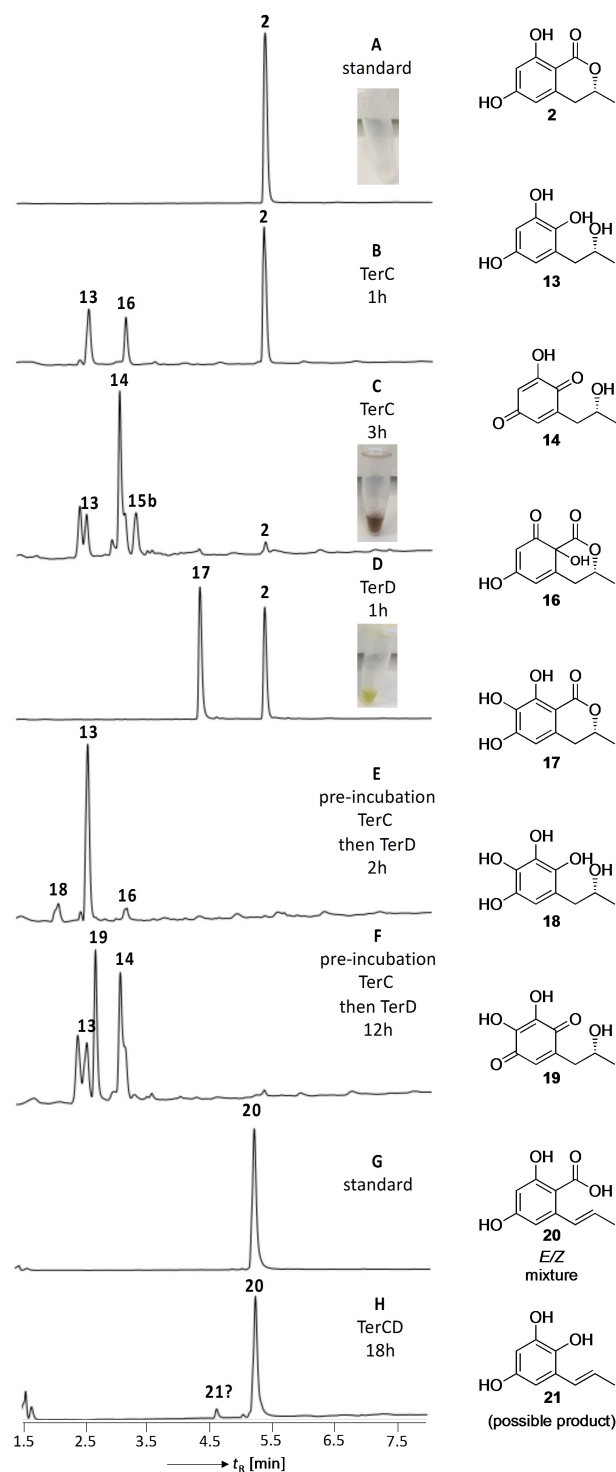 2
A
standard
OH
O
O
HO
2
2
B
TerC
1h
13
16
OH
OH
OH
HO
13
14
C
TerC
3h
13
15b
2
OH
O
OH
O
14
17
D
TerD
1h
2
O
O
O
OH
HO
16
13
E
pre-incubation
TerC
then TerD
2h
18
16
OH
O
HO
O
HO
17
19
14
F
pre-incubation
TerC
then TerD
12h
13
OH
HO
OH
OH
HO
18
OH
HO
O
OH
O
19
20
G
standard
OH
O
OH
HO
20
E/Z
mixture
20
H
TerCD
18h
21?
OH
OH
HO
21
(possible product)
1.5 2.5 3.5 4.5 5.5 6.5 7.5
tR [min]